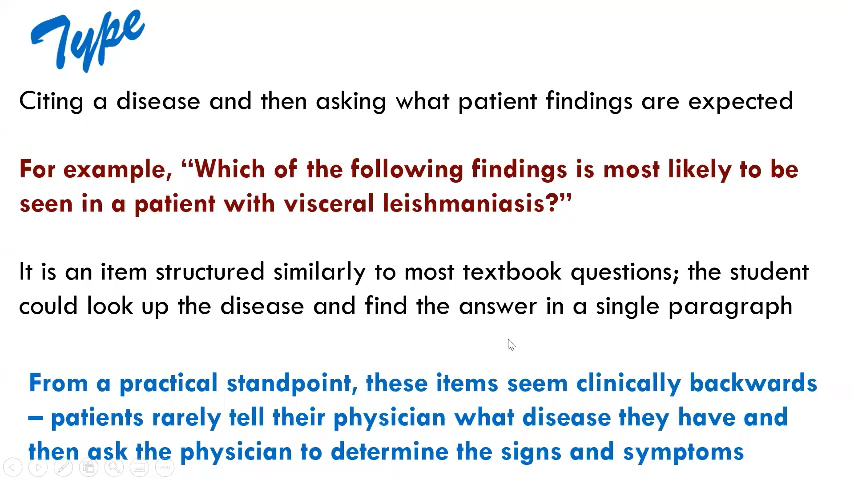 Type
Citing a disease and then asking what patient findings are expected
For example, “Which of the following findings is most likely to be
seen in a patient with visceral leishmaniasis?”
It is an item structured similarly to most textbook questions; the student
could look up the disease and find the answer in a single paragraph
From a practical standpoint, these items seem clinically backwards
– patients rarely tell their physician what disease they have and
then ask the physician to determine the signs and symptoms